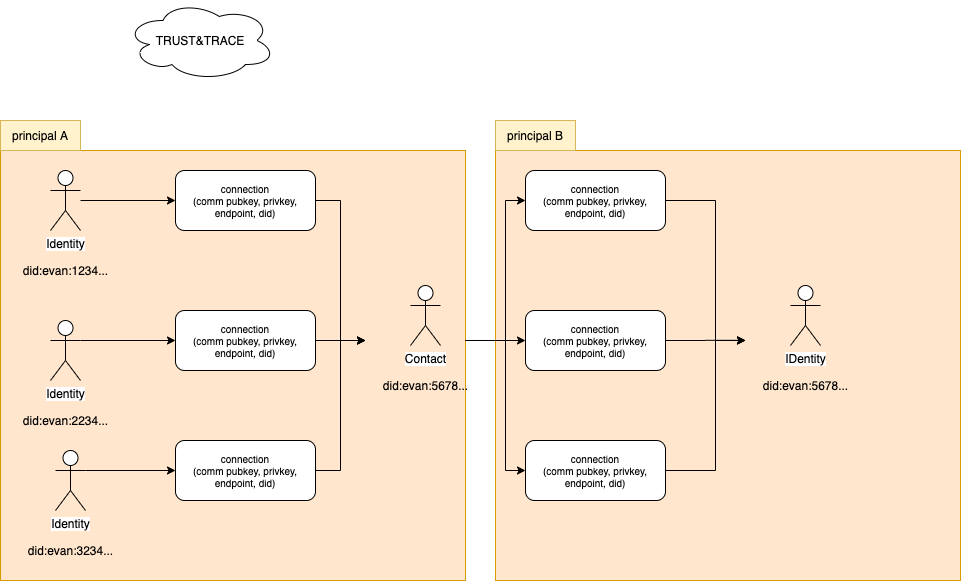 TRUST&TRACE
principal A
Identity
did:evan:1234...
connection
(comm pubkey, privkey,
endpoint, did)
Identity
did:evan:2234...
connection
(comm pubkey, privkey,
endpoint, did)
Identity
did:evan:3234...
connection
(comm pubkey, privkey,
endpoint, did)
Contact
did:evan:5678...
principal B
connection
(comm pubkey, privkey,
endpoint, did)
connection
(comm pubkey, privkey,
endpoint, did)
connection
(comm pubkey, privkey,
endpoint, did)
IDentity
did:evan:5678...